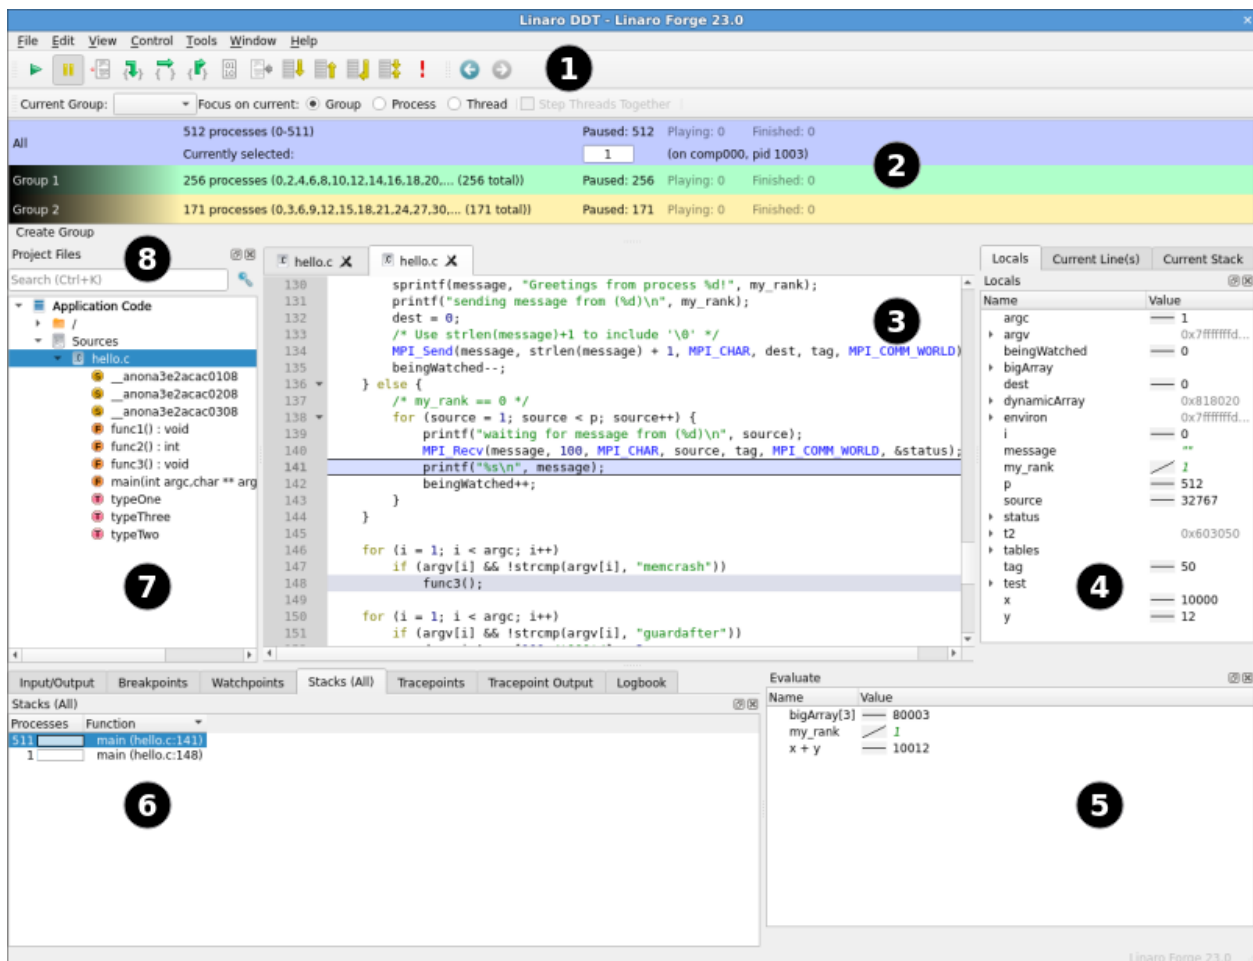 Linaro DDT - Linaro Forge 23.0
File Edit View Control Tools Window Help
1
Current Group: Focus on current: Group Process Thread Step Threads Together
All
512 processes (0-511) Paused: 512 Playing: 0 Finished: 0
Currently selected: 1 (on comp000, pid 1003)
2
Group 1 256 processes (0,2,4,6,8,10,12,14,16,18,20,... (256 total)) Paused: 256 Playing: 0 Finished: 0
Group 2 171 processes (0,3,6,9,12,15,18,21,24,27,30,... (171 total)) Paused: 171 Playing: 0 Finished: 0
Create Group
Project Files
8
Search (Ctrl+K)
Application Code
/
Sources
hello.c
__anona3e2acac0108
__anona3e2acac0208
__anona3e2acac0308
func1() : void
func2() : int
func3() : void
main(int argc,char ** arg
typeOne
typeThree
typeTwo
7
hello.c hello.c
130 sprintf(message, "Greetings from process %d!", my_rank);
131 printf("sending message from (%d)\n", my_rank);
132 dest = 0;
133 /* Use strlen(message)+1 to include '\0' */
134 MPI_Send(message, strlen(message) + 1, MPI_CHAR, dest, tag, MPI_COMM_WORLD)
135 beingWatched--;
136 } else {
137 /* my_rank == 0 */
138 for (source = 1; source < p; source++) {
139 printf("waiting for message from (%d)\n", source);
140 MPI_Recv(message, 100, MPI_CHAR, source, tag, MPI_COMM_WORLD, &status);
141 printf("%s\n", message);
142 beingWatched++;
143 }
144 }
145
146 for (i = 1; i < argc; i++)
147 if (argv[i] && !strcmp(argv[i], "memcrash"))
148 func3();
149
150 for (i = 1; i < argc; i++)
151 if (argv[i] && !strcmp(argv[i], "guardafter"))
3
Locals Current Line(s) Current Stack
Locals
Name Value
argc 1
argv 0x7fffffffd...
beingWatched 0
bigArray
dest 0
dynamicArray 0x818020
environ 0x7fffffffd...
i 0
message ""
my_rank 1
p 512
source 32767
status
t2 0x603050
tables
tag 50
test
x 10000
y 12
4
Input/Output Breakpoints Watchpoints Stacks (All) Tracepoints Tracepoint Output Logbook
Stacks (All)
Processes Function
511 main (hello.c:141)
1 main (hello.c:148)
6
Evaluate
Name Value
bigArray[3] 80003
my_rank 1
x + y 10012
5
Linaro Forge 23.0